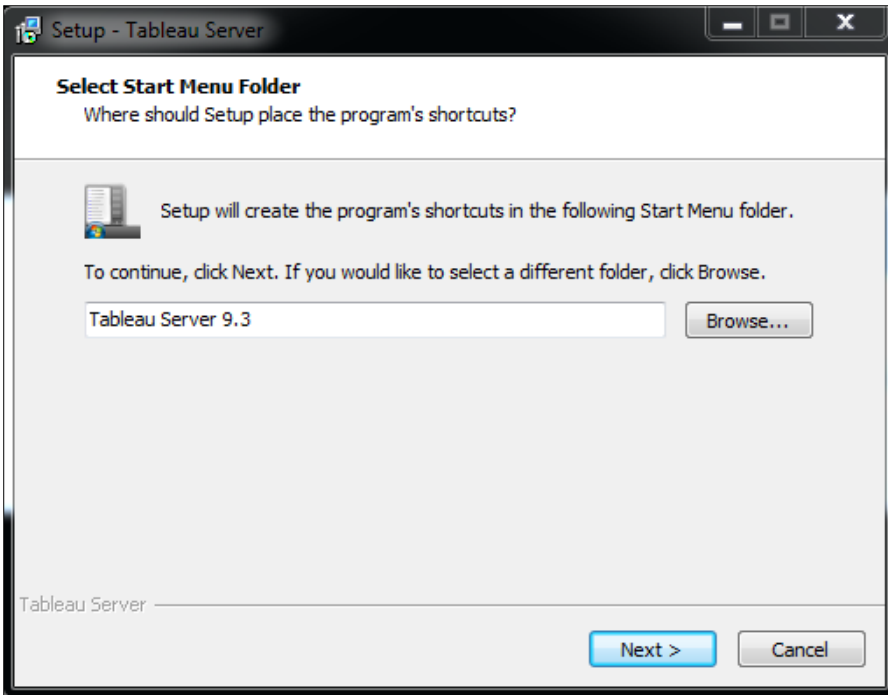 Setup - Tableau Server
Select Start Menu Folder
Where should Setup place the program's shortcuts?
Setup will create the program's shortcuts in the following Start Menu folder.
To continue, click Next. If you would like to select a different folder, click Browse.
Tableau Server 9.3
Browse...
Tableau Server
Next >
Cancel